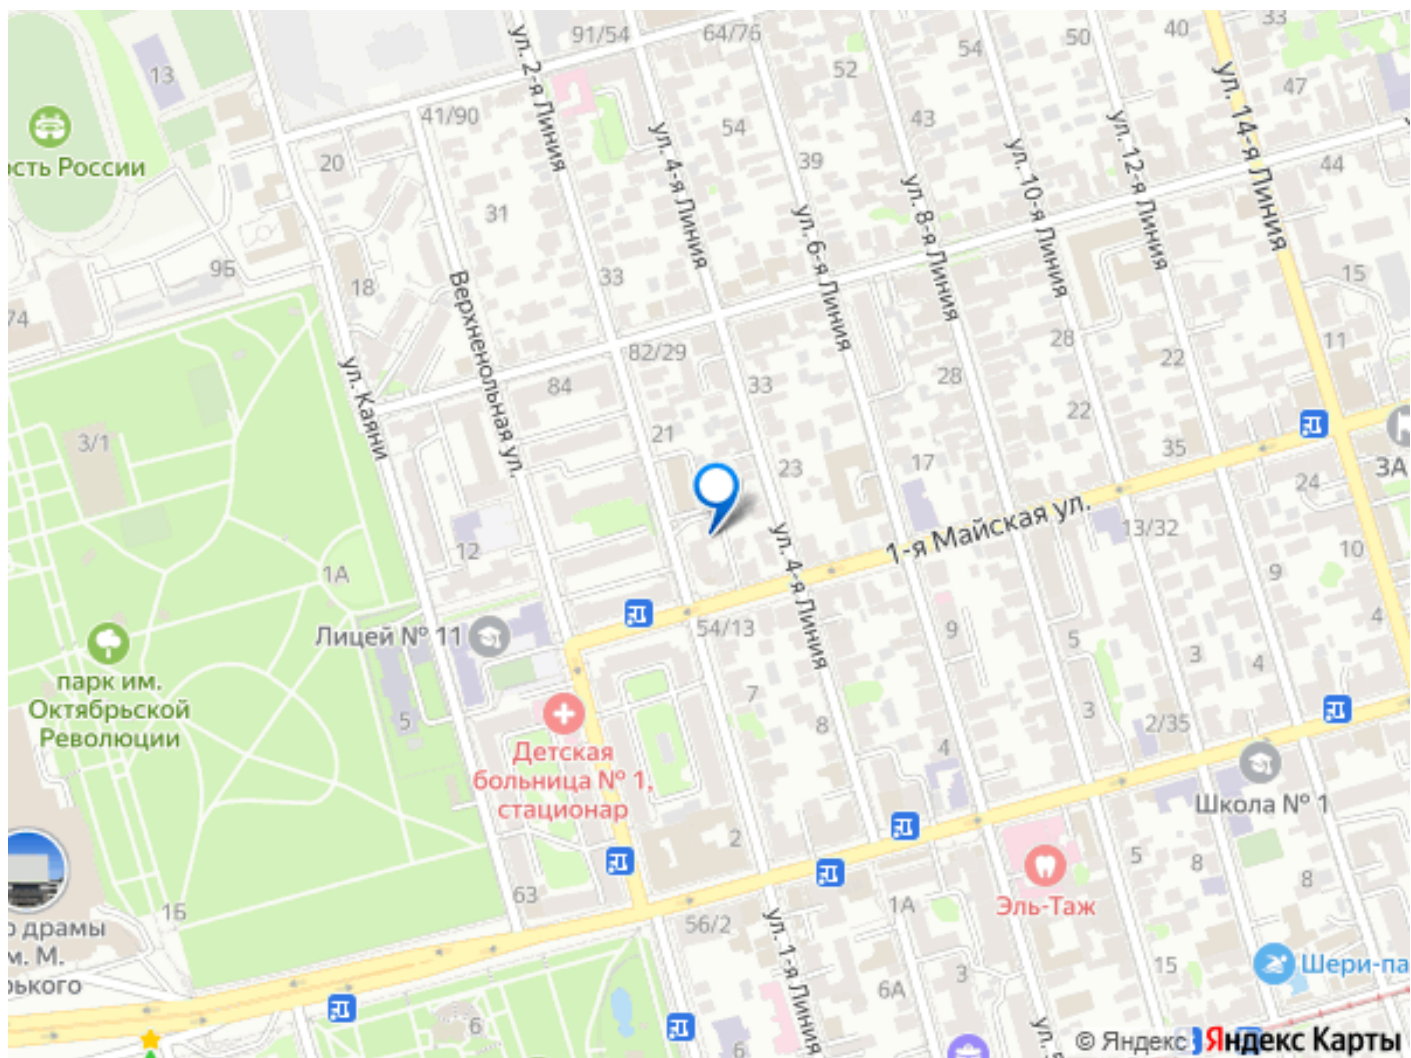 91/54
64/76
33
40
50
54
52
47
13
ул. 2-я Линия
ул. 14-я Линия
41/90
43
54
ул. 4-я Линия
ул. 12-я Линия
ость России
20
39
ул. 10-я Линия
44
31
ул. 8-я Линия
ул. 6-я Линия
9Б
33
15
18
74
Верхненольная ул.
28
11
82/29
22
ул. Каяни
84
33
28
22
3/1
21
35
ЗА
23
17
24
1-я Майская ул.
13/32
12
ул. 4-я Линия
10
1А
9
54/13
4
Лицей № 11
9
5
3
4
парк им.
Октябрьской
Революции
5
7
8
3
2/35
4
Детская
больница № 1,
стационар
Школа № 1
2
5
8
8
63
Эль-Таж
1Б
56/2
1А
о драмы
м. М.
рького
ул. 1-я Линия
3
15
Шери-па
6А
6
6
© Яндекс
Яндекс Карты